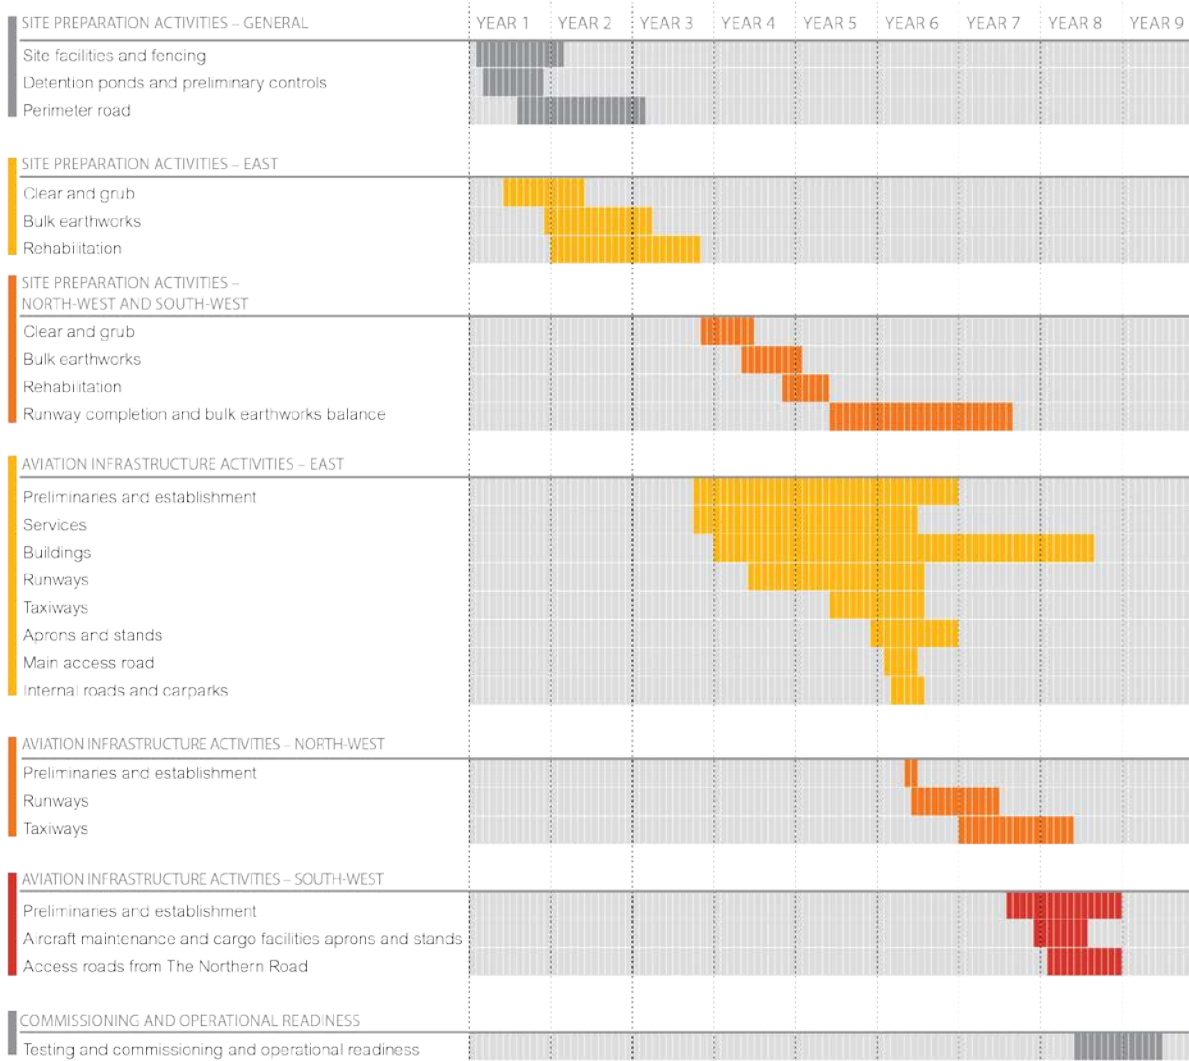 SITE PREPARATION ACTIVITIES – GENERAL YEAR 1 YEAR 2 YEAR 3 YEAR 4 YEAR 5 YEAR 6 YEAR 7 YEAR 8 YEAR 9
Site facilities and fencing
Detention ponds and preliminary controls
Perimeter road
SITE PREPARATION ACTIVITIES – EAST
Clear and grub
Bulk earthworks
Rehabilitation
SITE PREPARATION ACTIVITIES –
NORTH-WEST AND SOUTH-WEST
Clear and grub
Bulk earthworks
Rehabilitation
Runway completion and bulk earthworks balance
AVIATION INFRASTRUCTURE ACTIVITIES – EAST
Preliminaries and establishment
Services
Buildings
Runways
Taxiways
Aprons and stands
Main access road
Internal roads and carparks
AVIATION INFRASTRUCTURE ACTIVITIES – NORTH-WEST
Preliminaries and establishment
Runways
Taxiways
AVIATION INFRASTRUCTURE ACTIVITIES – SOUTH-WEST
Preliminaries and establishment
Aircraft maintenance and cargo facilities aprons and stands
Access roads from The Northern Road
COMMISSIONING AND OPERATIONAL READINESS
Testing and commissioning and operational readiness